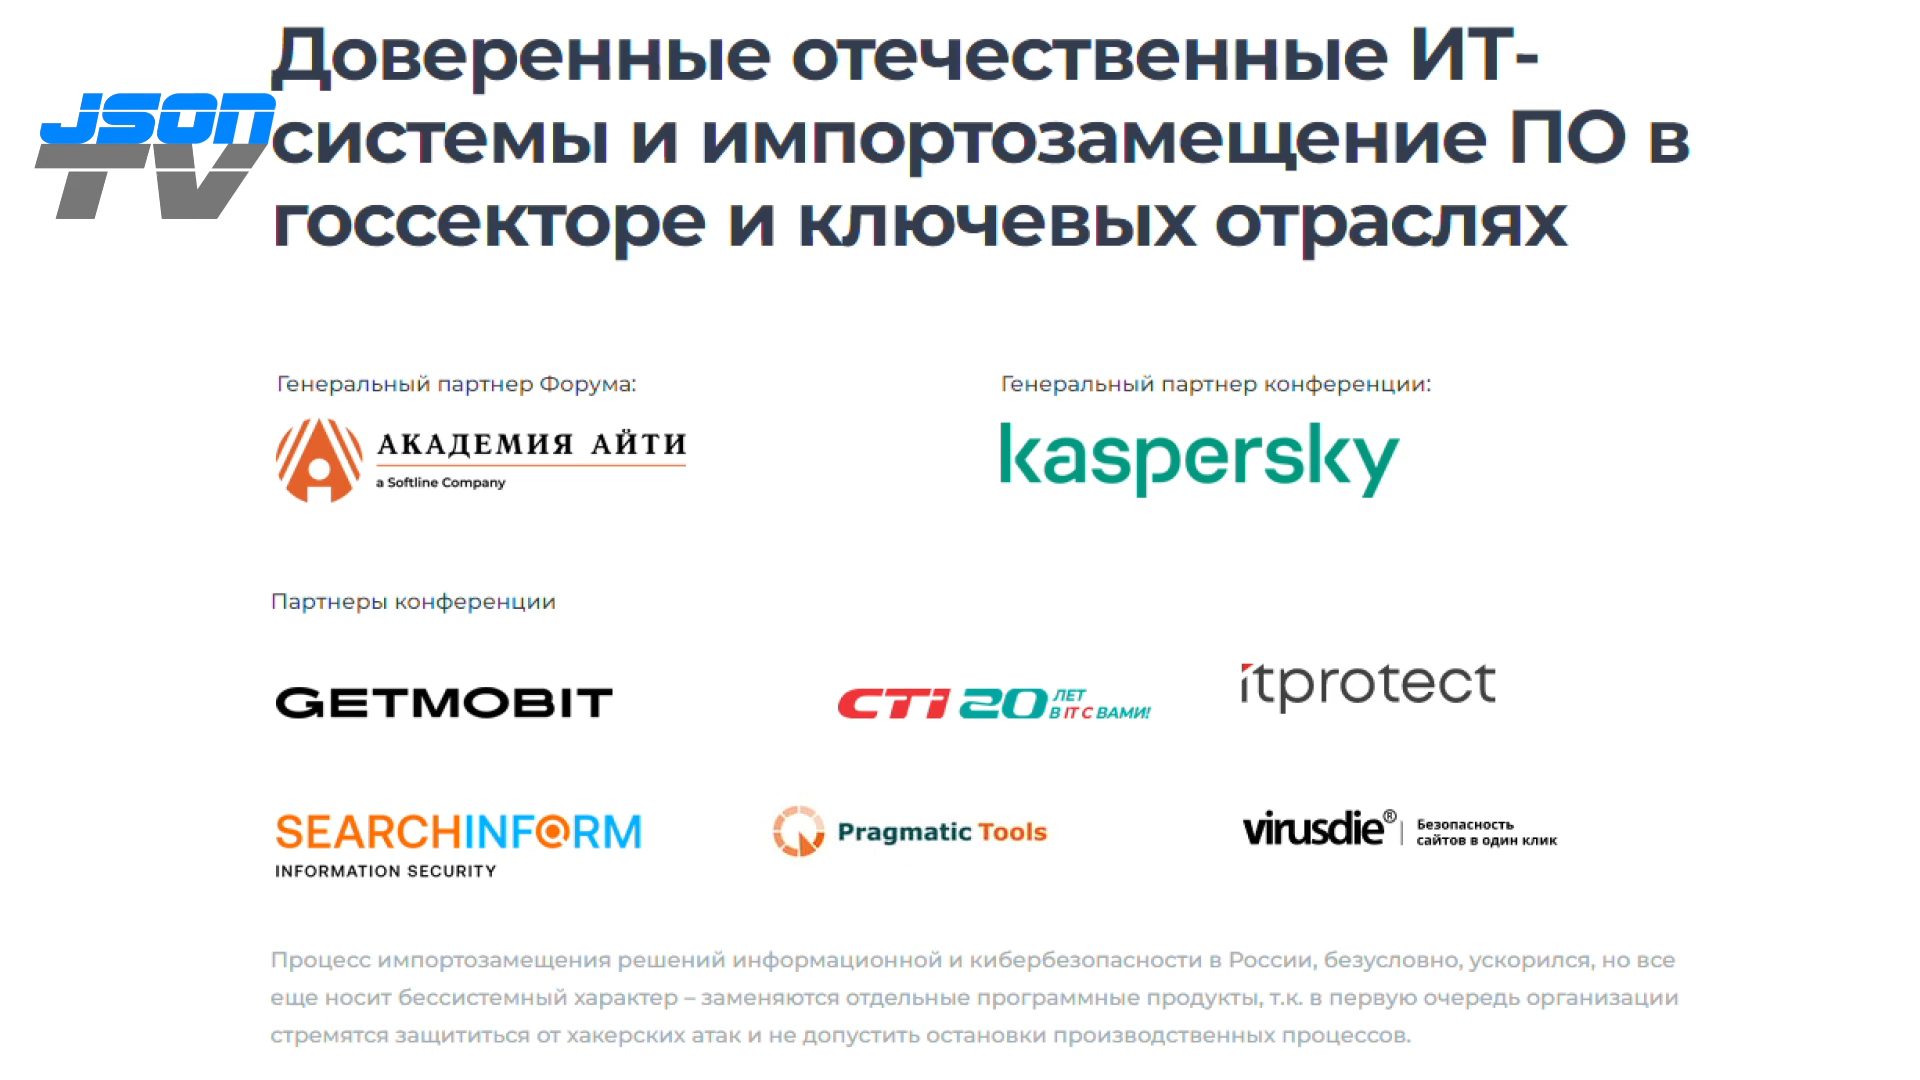 Доверенные отечественные ИТ-
системы и импортозамещение ПО в
госсекторе и ключевых отраслях
JSON
TV
Генеральный партнер Форума:
АКАДЕМИЯ АЙТИ
a Softline Company
Генеральный партнер конференции:
kaspersky
Партнеры конференции
GETMOBIT
CTI 20 ЛЕТ
В IT С ВАМИ!
itprotect
SEARCHINFORM
INFORMATION SECURITY
Pragmatic Tools
virusdie®
Безопасность
сайтов в один клик
Процесс импортозамещения решений информационной и кибербезопасности в России, безусловно, ускорился, но все
еще носит бессистемный характер – заменяются отдельные программные продукты, т.к. в первую очередь организации
стремятся защититься от хакерских атак и не допустить остановки производственных процессов.